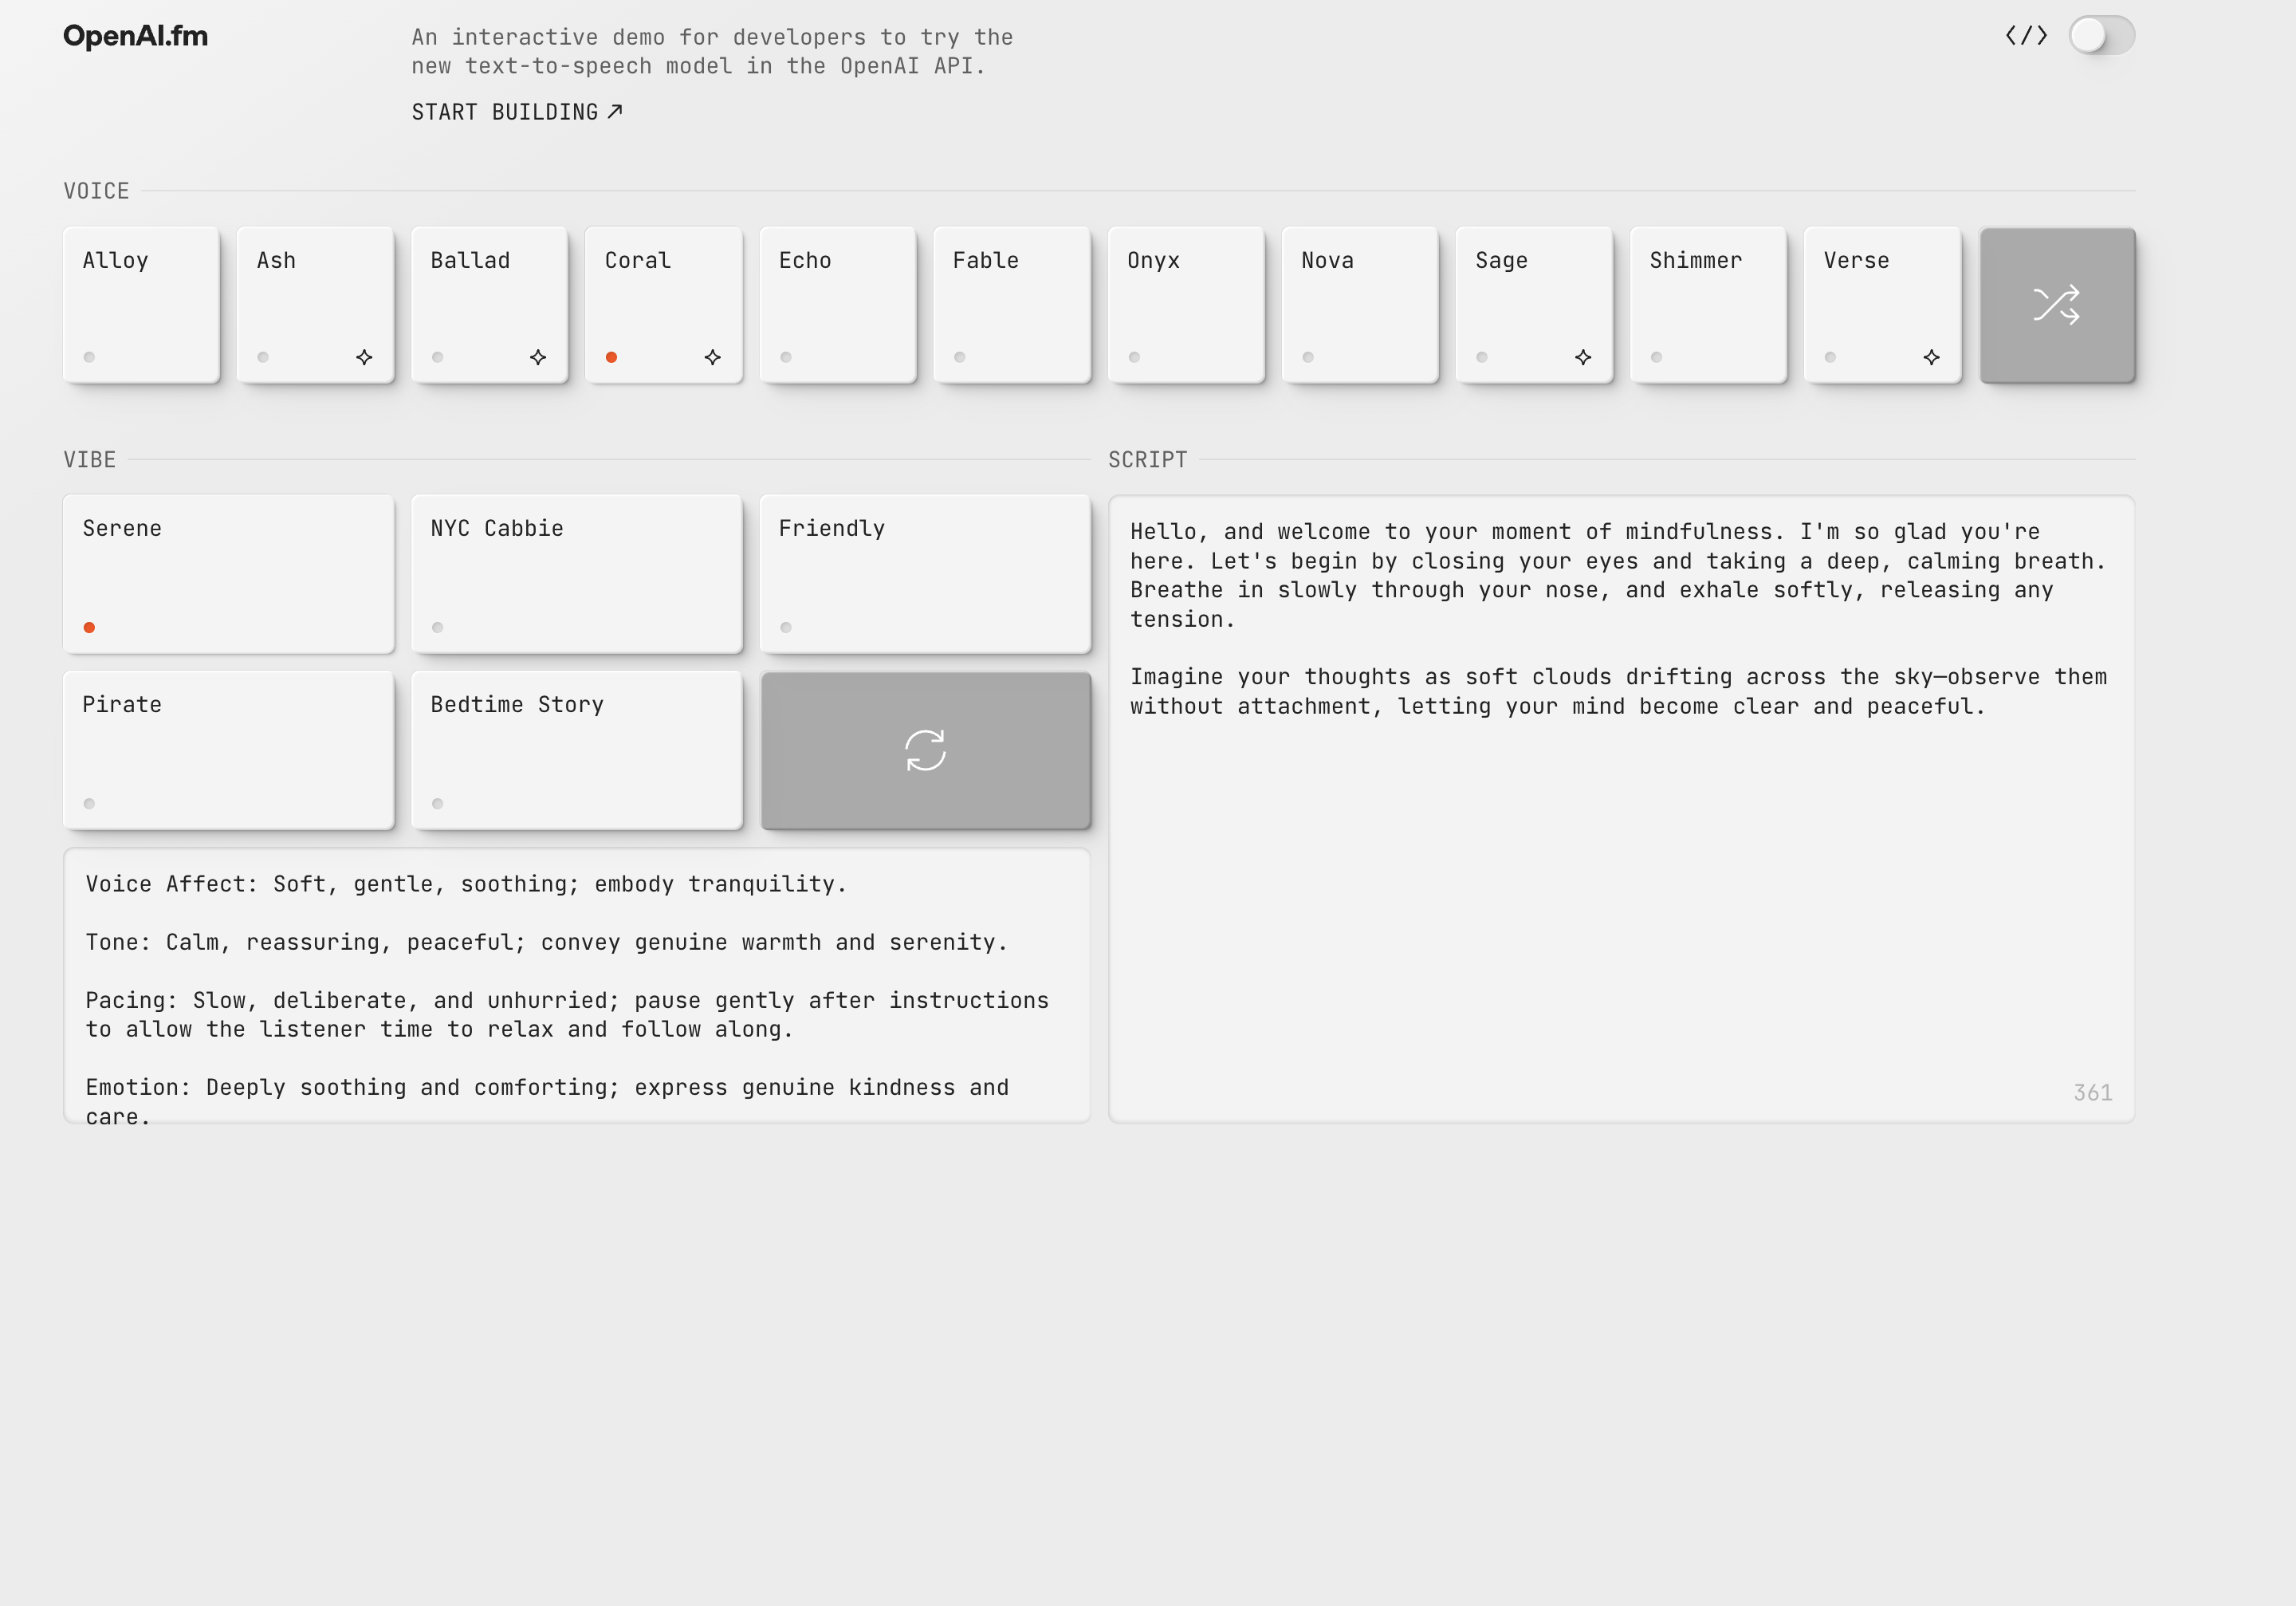 OpenAI.fm
An interactive demo for developers to try the
new text-to-speech model in the OpenAI API.
START BUILDING
VOICE
Alloy
Ash
Ballad
Coral
Echo
Fable
Onyx
Nova
Sage
Shimmer
Verse
VIBE
Serene
NYC Cabbie
Friendly
Pirate
Bedtime Story
Voice Affect: Soft, gentle, soothing; embody tranquility.
Tone: Calm, reassuring, peaceful; convey genuine warmth and serenity.
Pacing: Slow, deliberate, and unhurried; pause gently after instructions
to allow the listener time to relax and follow along.
Emotion: Deeply soothing and comforting; express genuine kindness and
care.
SCRIPT
Hello, and welcome to your moment of mindfulness. I'm so glad you're
here. Let's begin by closing your eyes and taking a deep, calming breath.
Breathe in slowly through your nose, and exhale softly, releasing any
tension.
Imagine your thoughts as soft clouds drifting across the sky—observe them
without attachment, letting your mind become clear and peaceful.
361